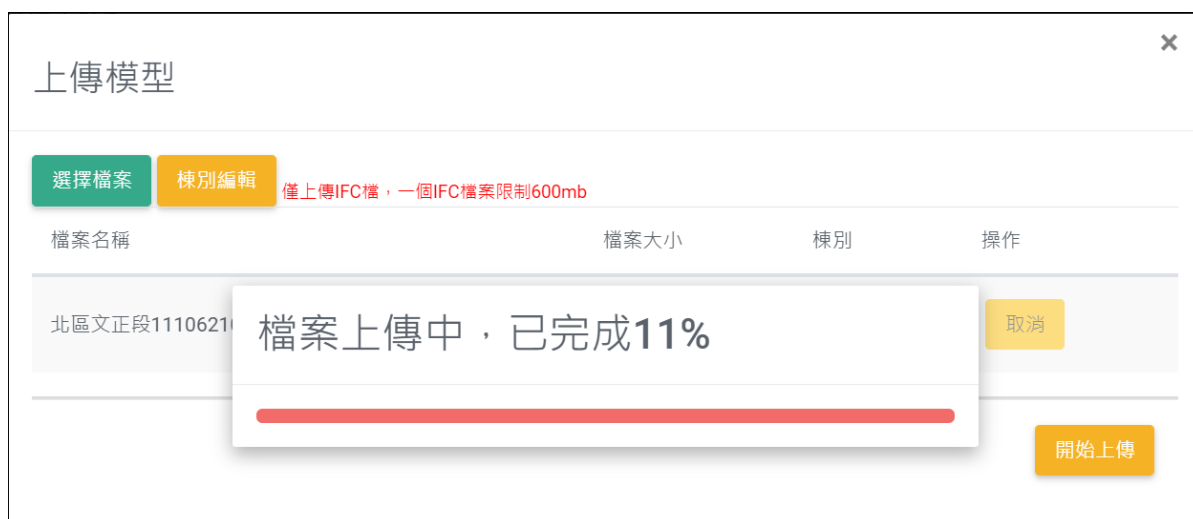 上傳模型
×
選擇檔案 棟別編輯 僅上傳IFC檔，一個IFC檔案限制600mb
檔案名稱 檔案大小 棟別 操作
北區文正段1110621 取消
檔案上傳中，已完成11%
開始上傳